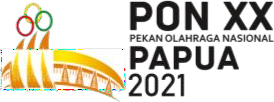 PON XX
PEKAN OLAHRAGA NASIONAL
PAPUA
2021